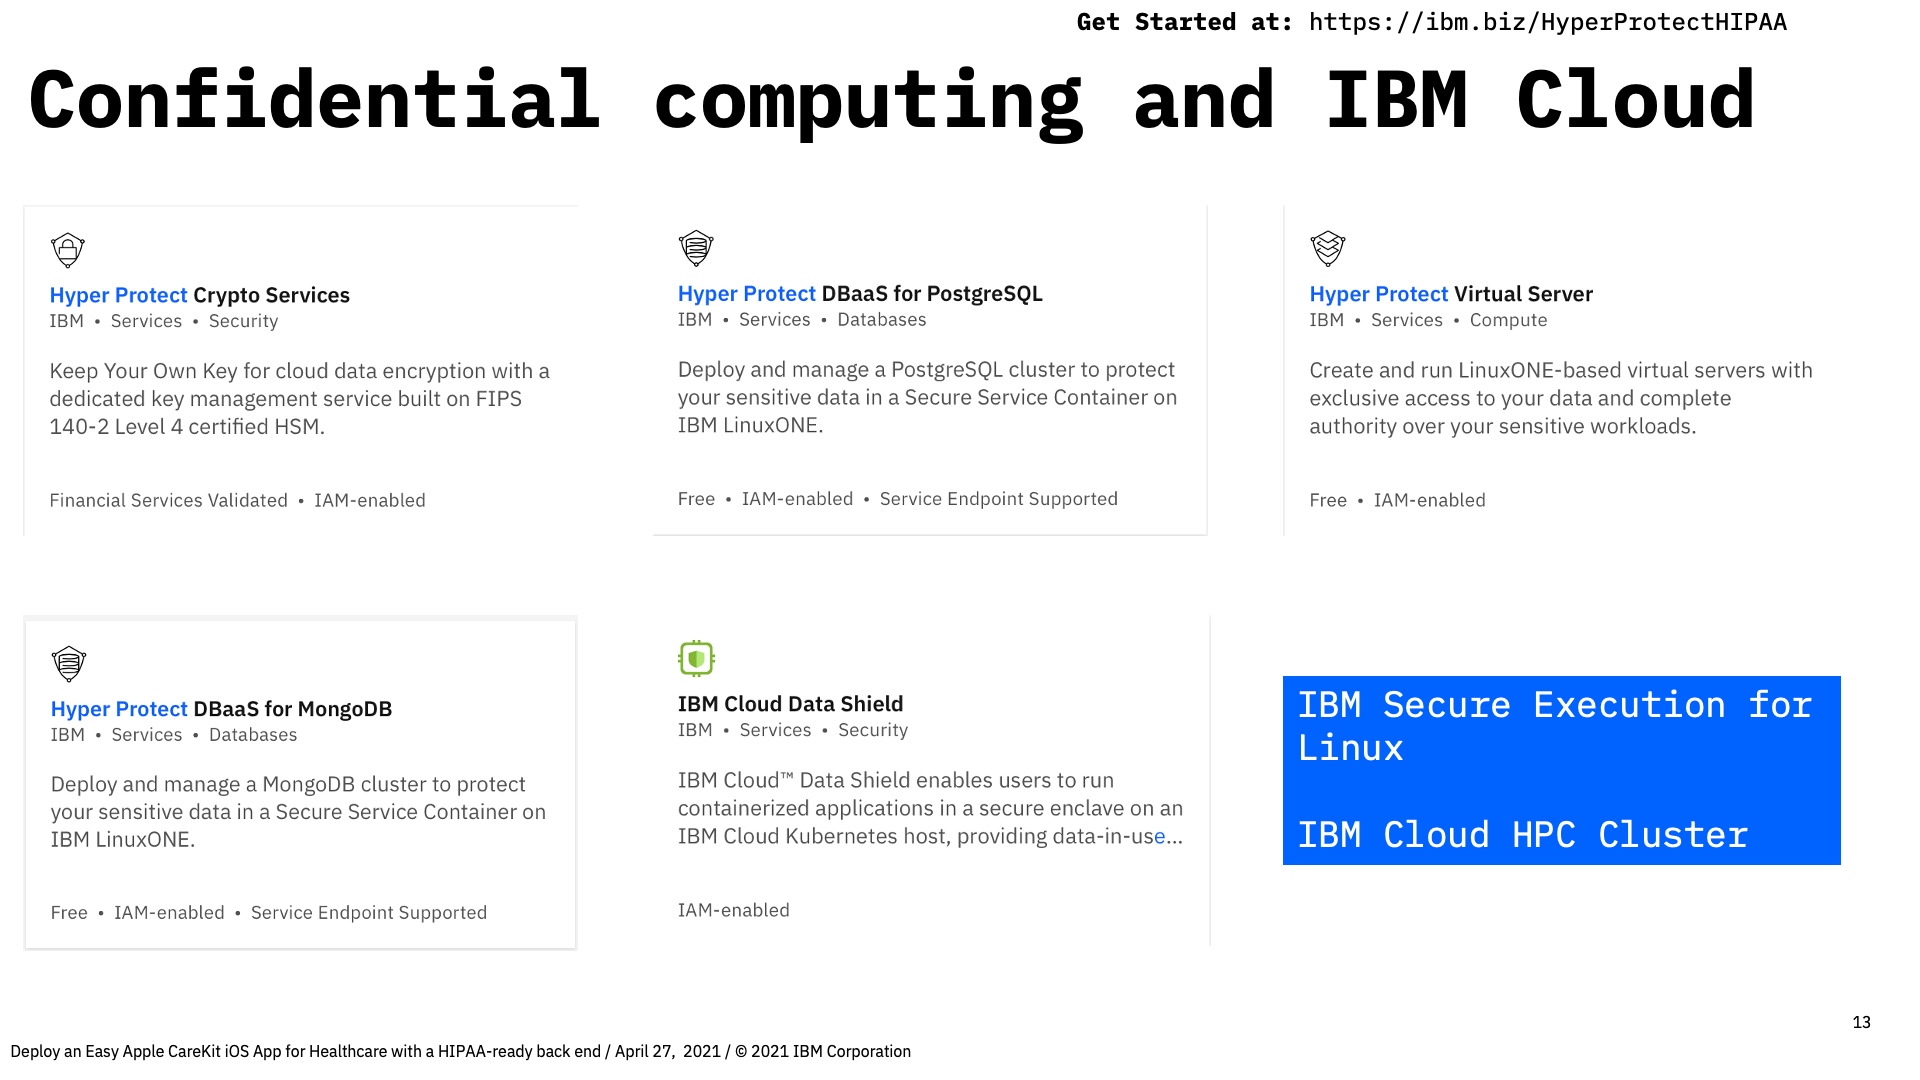 Get Started at: https://ibm.biz/HyperProtectHIPAA
Confidential computing and IBM Cloud
Hyper Protect Crypto Services
IBM • Services • Security
Keep Your Own Key for cloud data encryption with a
dedicated key management service built on FIPS
140-2 Level 4 certified HSM.
Financial Services Validated • IAM-enabled
Hyper Protect DBaaS for PostgreSQL
IBM • Services • Databases
Deploy and manage a PostgreSQL cluster to protect
your sensitive data in a Secure Service Container on
IBM LinuxONE.
Free • IAM-enabled • Service Endpoint Supported
Hyper Protect Virtual Server
IBM • Services • Compute
Create and run LinuxONE-based virtual servers with
exclusive access to your data and complete
authority over your sensitive workloads.
Free • IAM-enabled
Hyper Protect DBaaS for MongoDB
IBM • Services • Databases
Deploy and manage a MongoDB cluster to protect
your sensitive data in a Secure Service Container on
IBM LinuxONE.
Free • IAM-enabled • Service Endpoint Supported
IBM Cloud Data Shield
IBM • Services • Security
IBM Cloud™ Data Shield enables users to run
containerized applications in a secure enclave on an
IBM Cloud Kubernetes host, providing data-in-use...
IAM-enabled
IBM Secure Execution for
Linux
IBM Cloud HPC Cluster
13
Deploy an Easy Apple CareKit iOS App for Healthcare with a HIPAA-ready back end / April 27, 2021 / © 2021 IBM Corporation